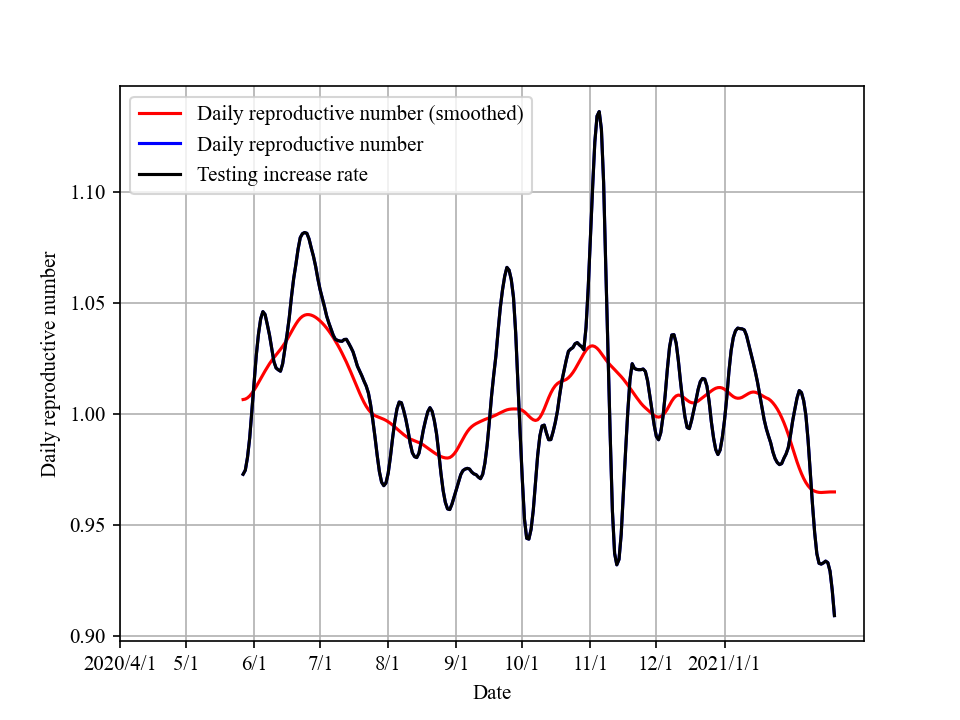 Daily reproductive number (smoothed)
Daily reproductive number
Testing increase rate
Daily reproductive number
1.10
1.05
1.00
0.95
0.90
2020/4/1 5/1 6/1 7/1 8/1 9/1 10/1 11/1 12/1 2021/1/1
Date